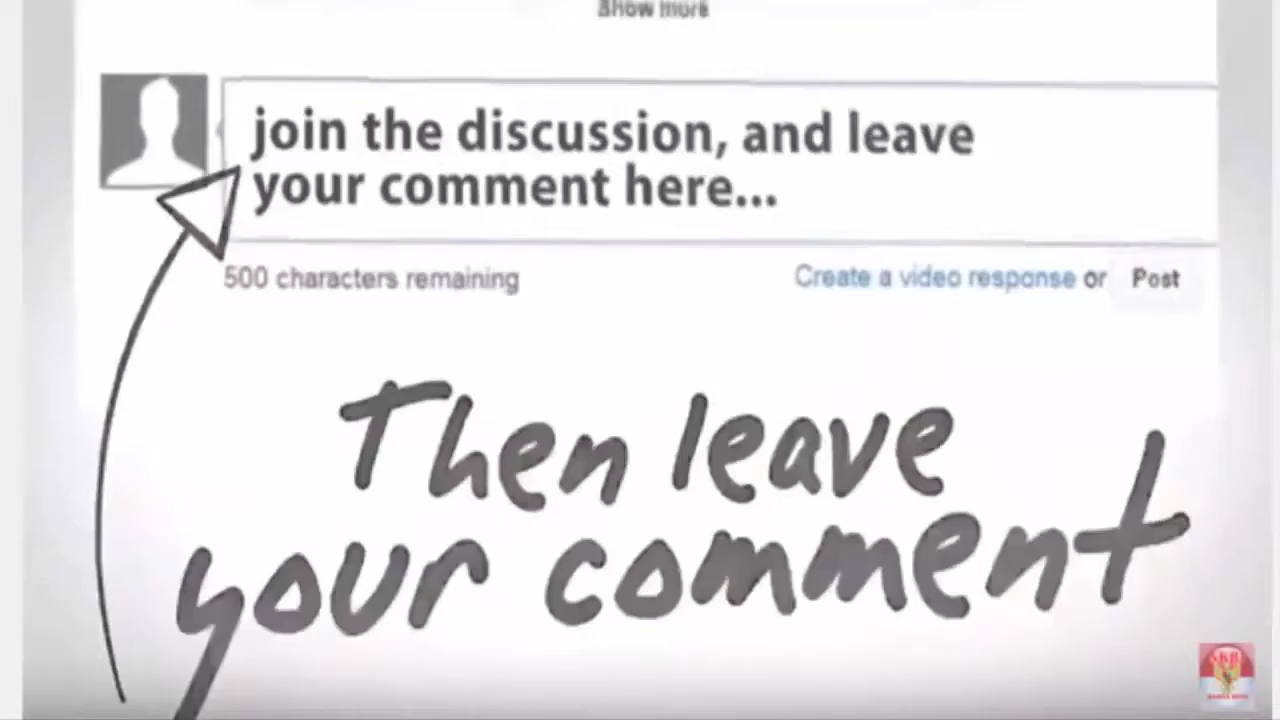 Show more
join the discussion, and leave
your comment here...
500 characters remaining
Create a video response or Post
Then leave
your comment